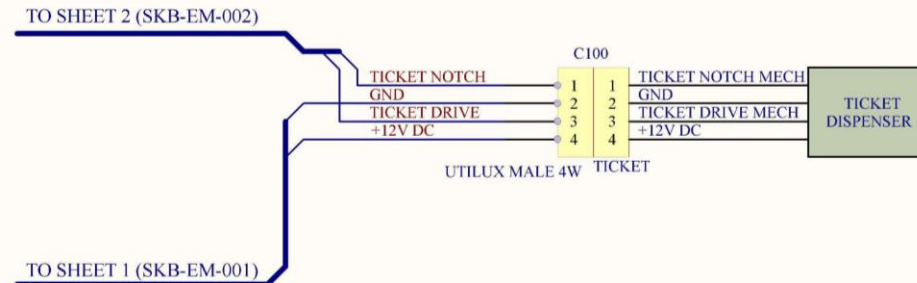 TO SHEET 2 (SKB-EM-002)
C100
TICKET NOTCH 1 1 TICKET NOTCH MECH
GND 2 2 GND
TICKET DRIVE 3 3 TICKET DRIVE MECH
+12V DC 4 4 +12V DC
TICKET
DISPENSER
UTILUX MALE 4W TICKET
TO SHEET 1 (SKB-EM-001)